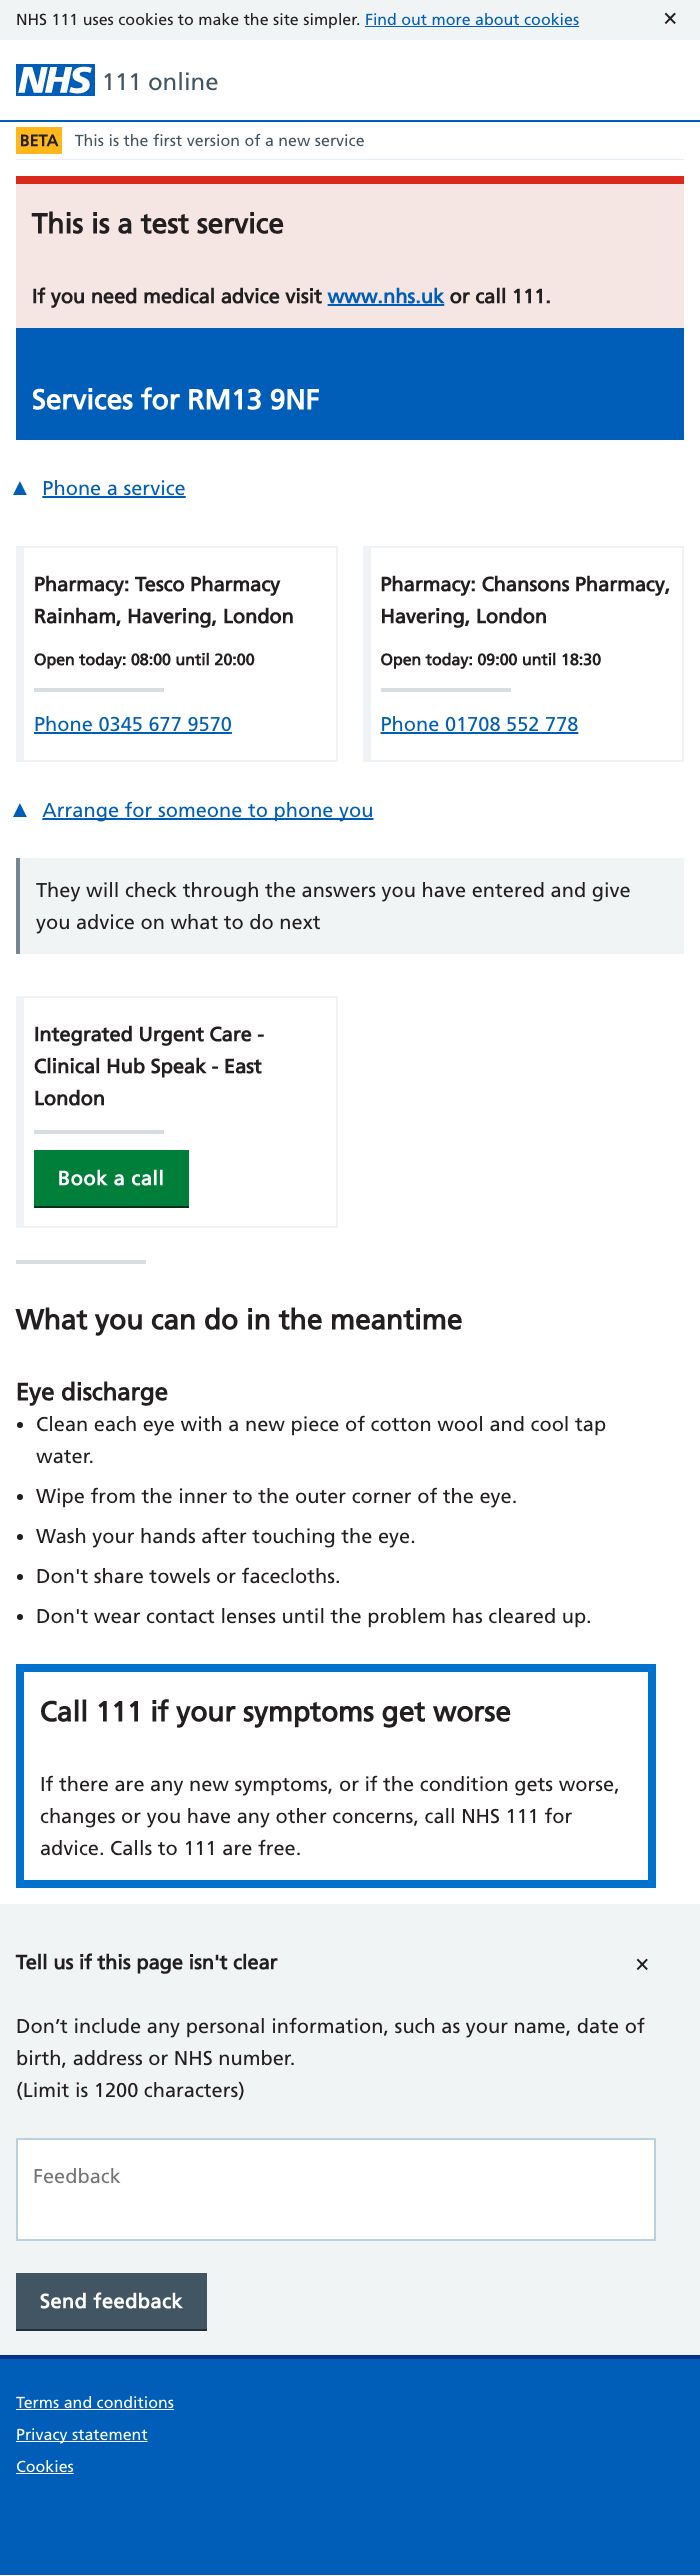 NHS 111 uses cookies to make the site simpler. Find out more about cookies ✕
NHS 111 online
BETA This is the first version of a new service
This is a test service
If you need medical advice visit www.nhs.uk or call 111.
Services for RM13 9NF
▲ Phone a service
Pharmacy: Tesco Pharmacy
Rainham, Havering, London
Open today: 08:00 until 20:00
Phone 0345 677 9570
Pharmacy: Chansons Pharmacy,
Havering, London
Open today: 09:00 until 18:30
Phone 01708 552 778
▲ Arrange for someone to phone you
They will check through the answers you have entered and give
you advice on what to do next
Integrated Urgent Care -
Clinical Hub Speak - East
London
Book a call
What you can do in the meantime
Eye discharge
• Clean each eye with a new piece of cotton wool and cool tap
water.
• Wipe from the inner to the outer corner of the eye.
• Wash your hands after touching the eye.
• Don't share towels or facecloths.
• Don't wear contact lenses until the problem has cleared up.
Call 111 if your symptoms get worse
If there are any new symptoms, or if the condition gets worse,
changes or you have any other concerns, call NHS 111 for
advice. Calls to 111 are free.
Tell us if this page isn't clear ✕
Don’t include any personal information, such as your name, date of
birth, address or NHS number.
(Limit is 1200 characters)
Feedback
Send feedback
Terms and conditions
Privacy statement
Cookies